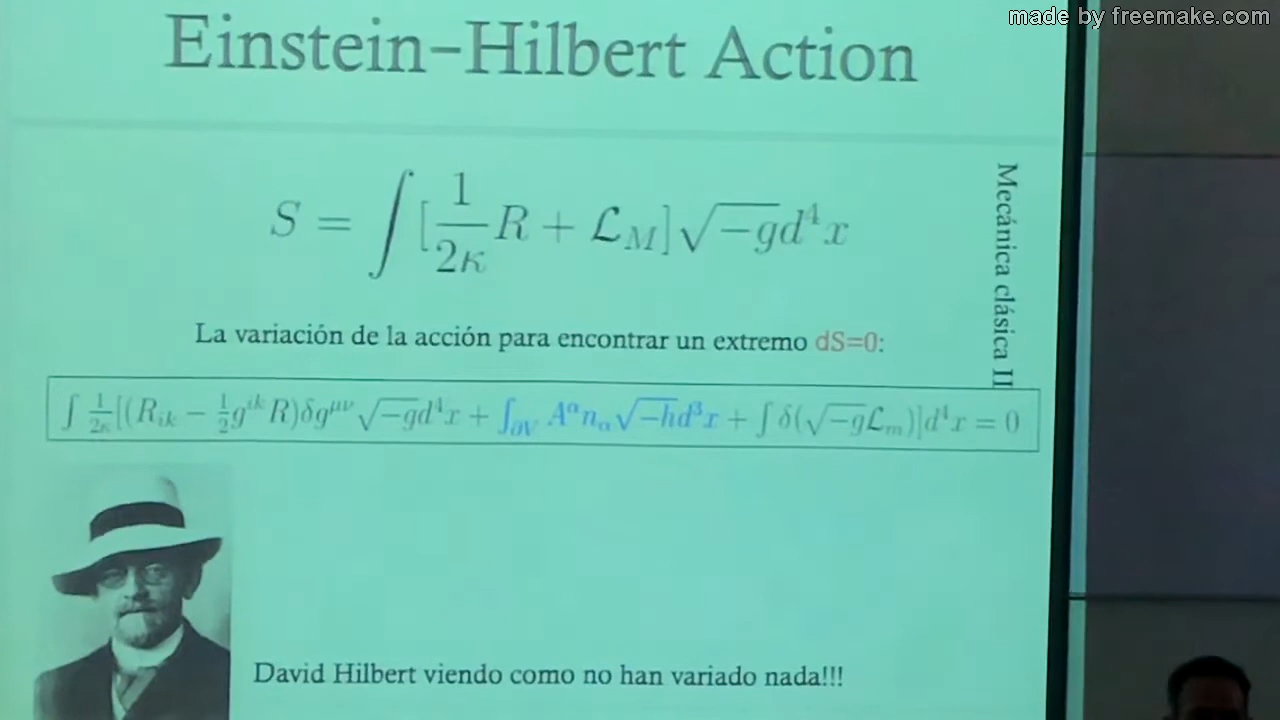 made by freemake.com
Einstein–Hilbert Action
S = ∫ [ 1/2κ R + ℒ_M ] √−g d⁴x
Mecánica clásica II
La variación de la acción para encontrar un extremo dS=0:
∫ 1/2κ [(R_ik − 1/2 g^ik R)δg^μν √−g d⁴x + ∫_∂V A^α n_α √−h d³x + ∫ δ(√−g ℒ_m)]d⁴x = 0
David Hilbert viendo como no han variado nada!!!